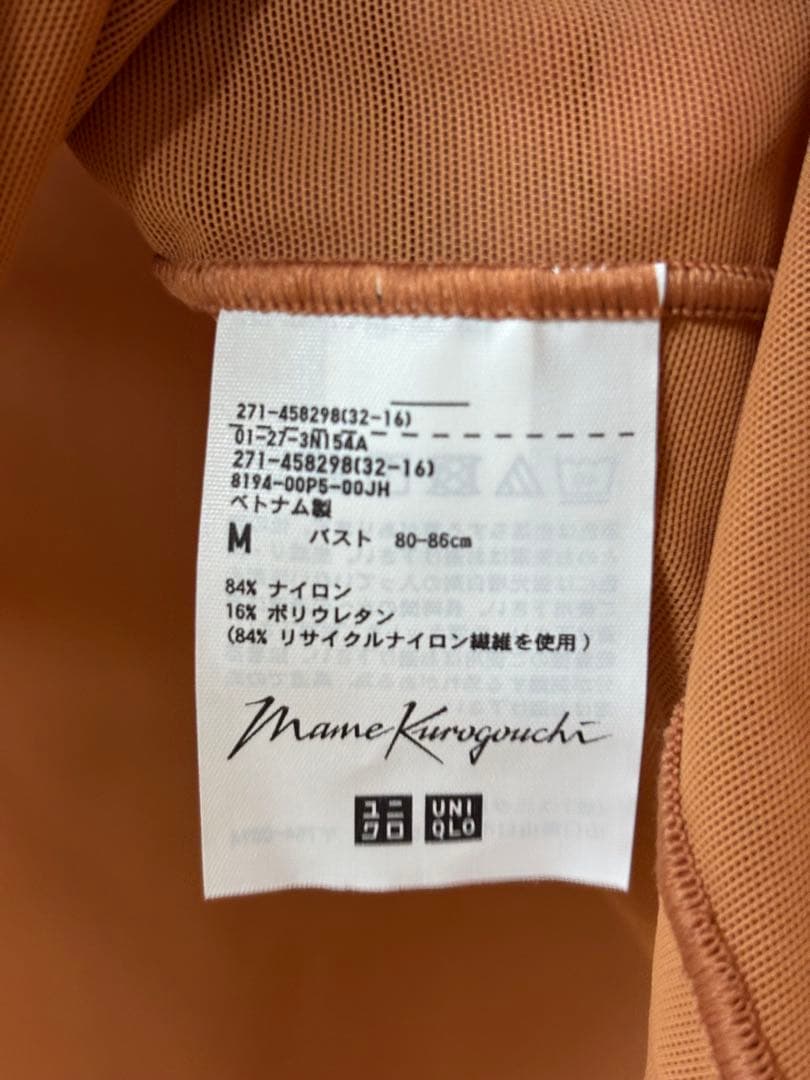 271-458298(32-16)
01-27-3N154A
271-458298(32-16)
8194-00P5-00JH
ベトナム製
M バスト 80-86cm
84% ナイロン
16% ポリウレタン
(84% リサイクルナイロン繊維を使用)
Mame Kurogouchi
ユニ UNI
クロ QLO